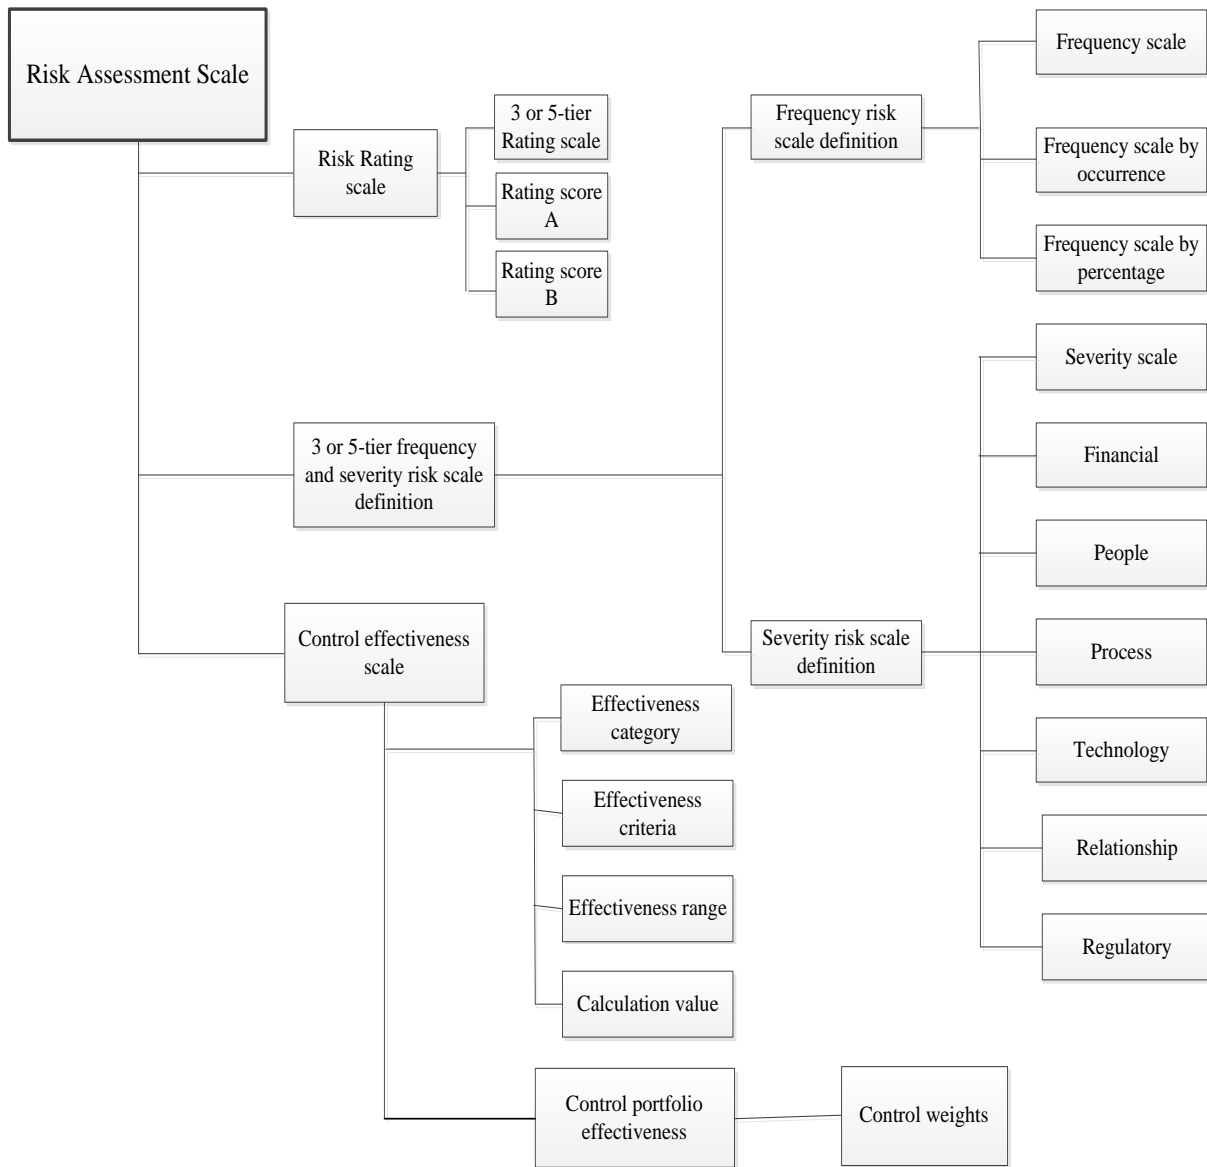 Risk Assessment Scale
Risk Rating
scale
3 or 5-tier
Rating scale
Rating score
A
Rating score
B
3 or 5-tier frequency
and severity risk scale
definition
Frequency risk
scale definition
Frequency scale
Frequency scale by
occurrence
Frequency scale by
percentage
Severity risk scale
definition
Severity scale
Financial
People
Process
Technology
Relationship
Regulatory
Control effectiveness
scale
Effectiveness
category
Effectiveness
criteria
Effectiveness range
Calculation value
Control portfolio
effectiveness
Control weights